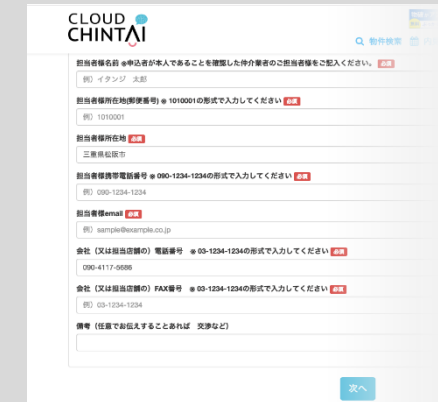 CLOUD
CHINTAI
物件検索
担当者様名前 ※申込者が本人であることを確認した仲介業者のご担当者様をご記入ください。 必須
例）イタンジ 太郎
担当者様所在地(郵便番号) ※ 1010001の形式で入力してください 必須
例）1010001
担当者様所在地 必須
三重県松阪市
担当者様携帯電話番号 ※ 090-1234-1234の形式で入力してください 必須
例）090-1234-1234
担当者様email 必須
例）sample@example.co.jp
会社（又は担当店舗の）電話番号 ※ 03-1234-1234の形式で入力してください 必須
090-4117-5686
会社（又は担当店舗の）FAX番号 ※ 03-1234-1234の形式で入力してください 必須
例）03-1234-1234
備考（任意でお伝えすることあれば 交渉など）
次へ